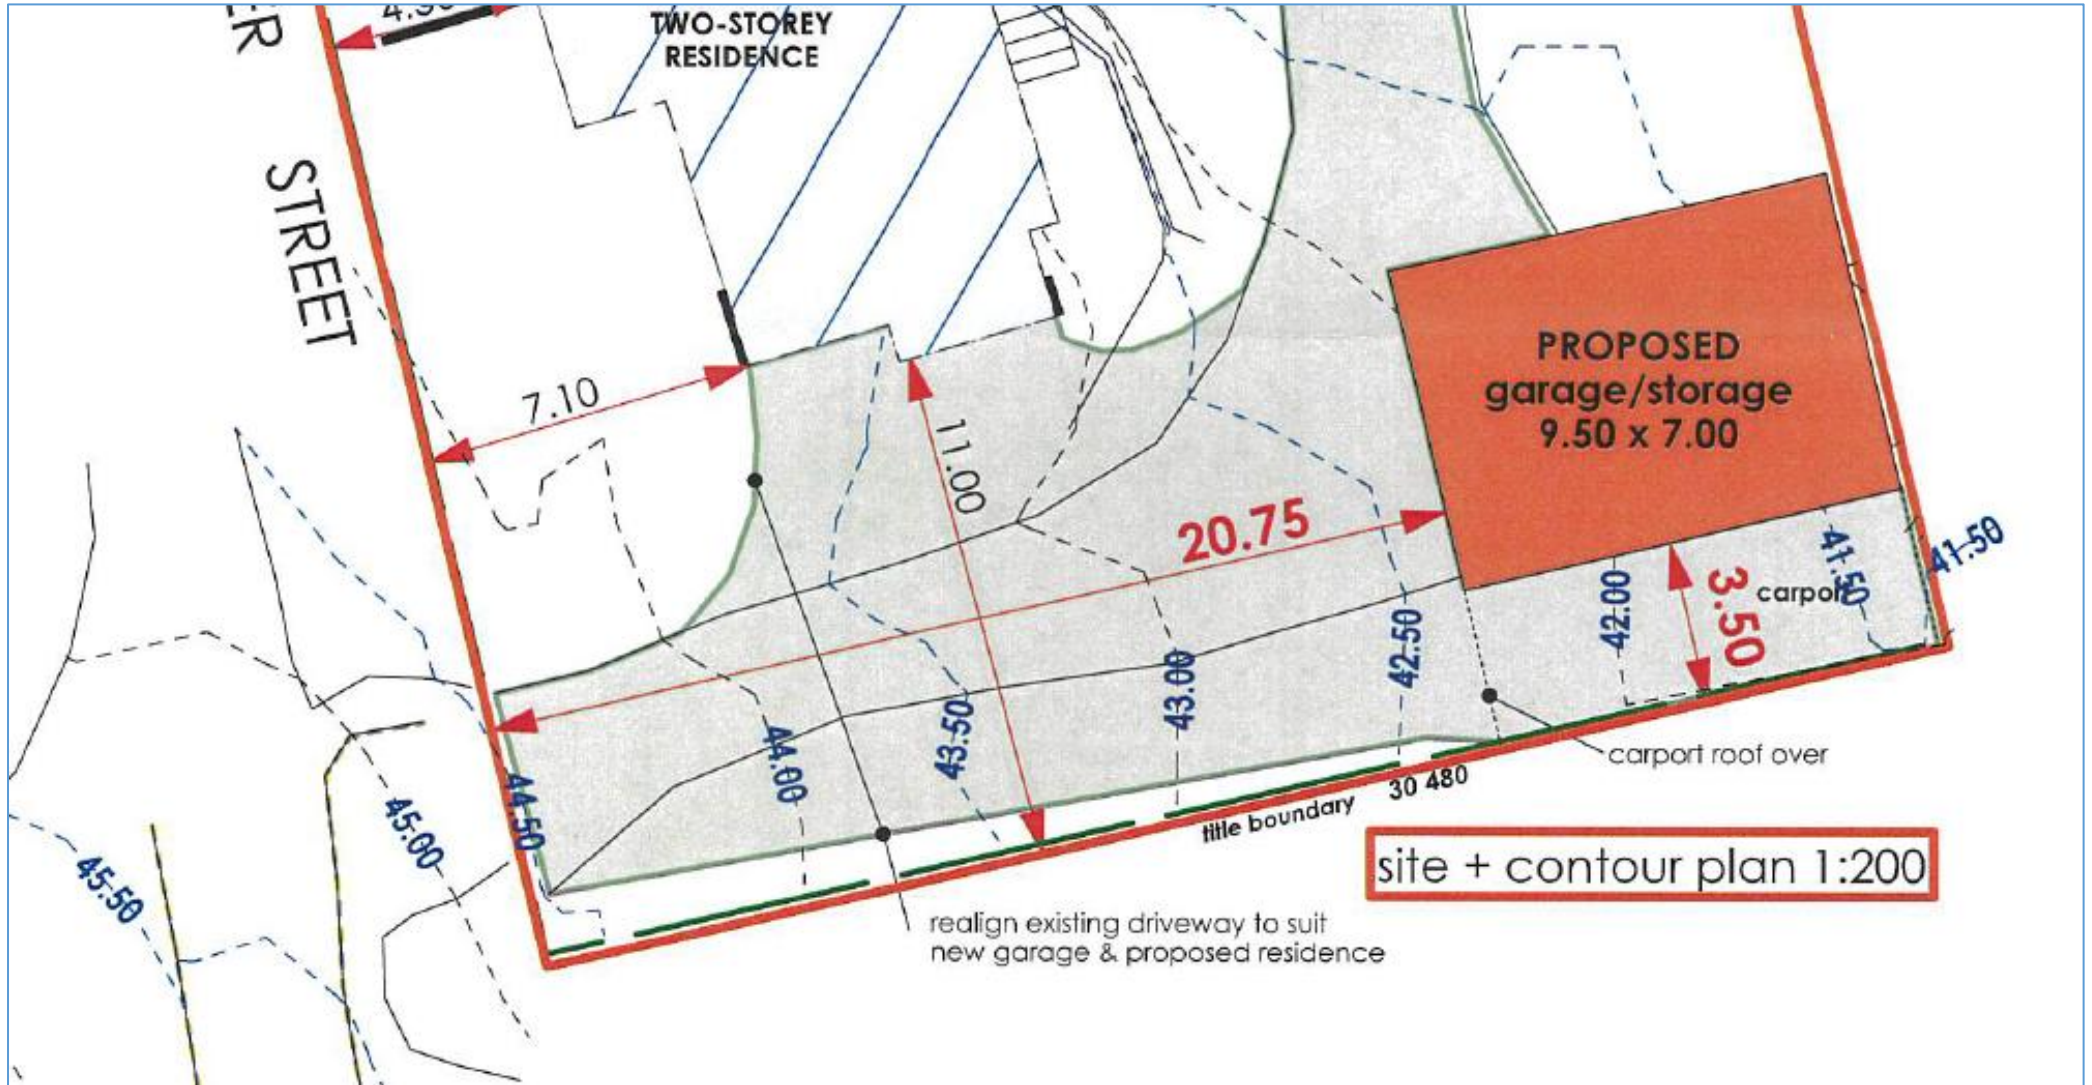 ER
STREET
4.
TWO-STOREY
RESIDENCE
7.10
11.00
20.75
PROPOSED
garage/storage
9.50 x 7.00
3.50
carport
41.50
41.50
42.00
42.50
43.00
43.50
44.00
44.50
45.00
45.50
carport roof over
30 480
title boundary
site + contour plan 1:200
realign existing driveway to suit
new garage & proposed residence